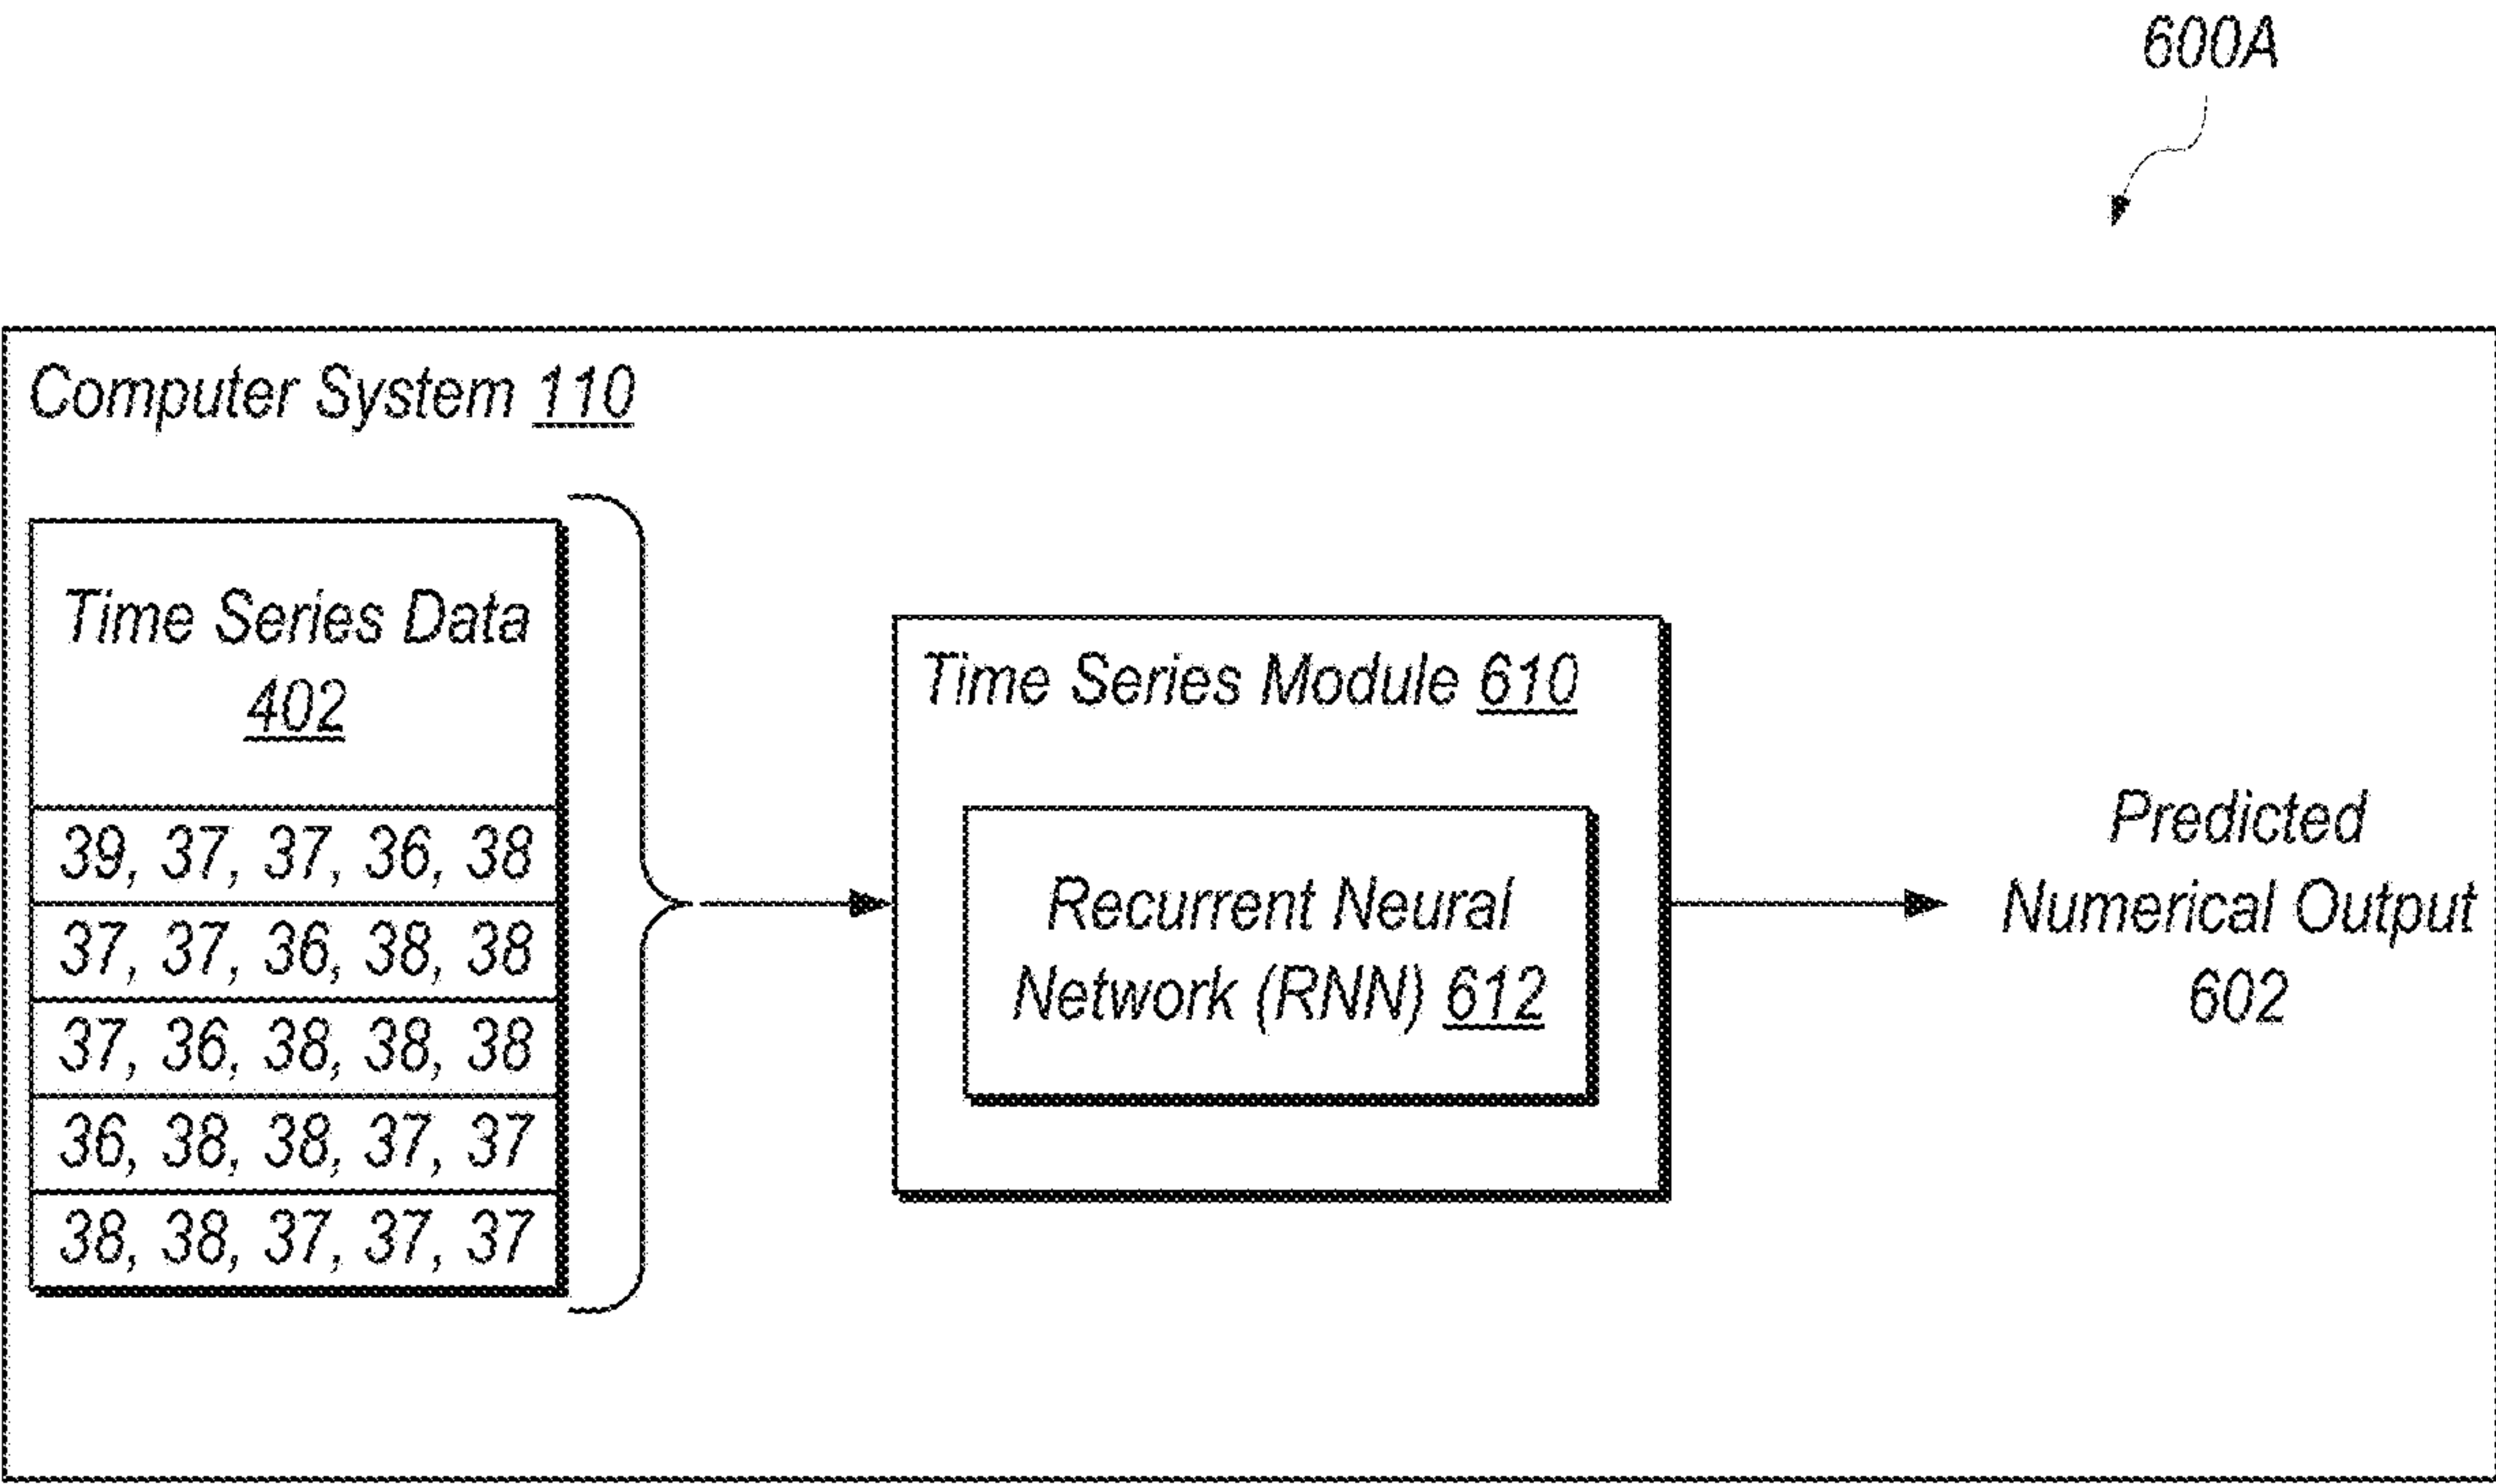 600A
Computer System 110
Time Series Data
402
39, 37, 37, 36, 38
37, 37, 36, 38, 38
37, 36, 38, 38, 38
36, 38, 38, 37, 37
38, 38, 37, 37, 37
Time Series Module 610
Recurrent Neural
Network (RNN) 612
Predicted
Numerical Output
602